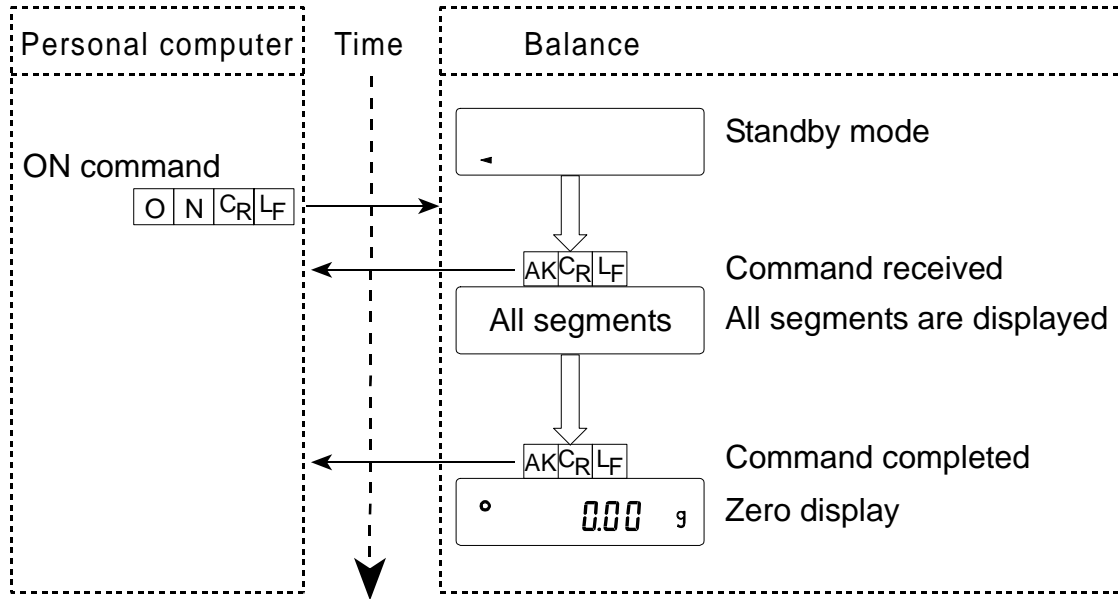 Personal computer Time Balance
Standby mode
ON command
O N CR LF
AK CR LF Command received
All segments All segments are displayed
AK CR LF Command completed
0.00 g Zero display